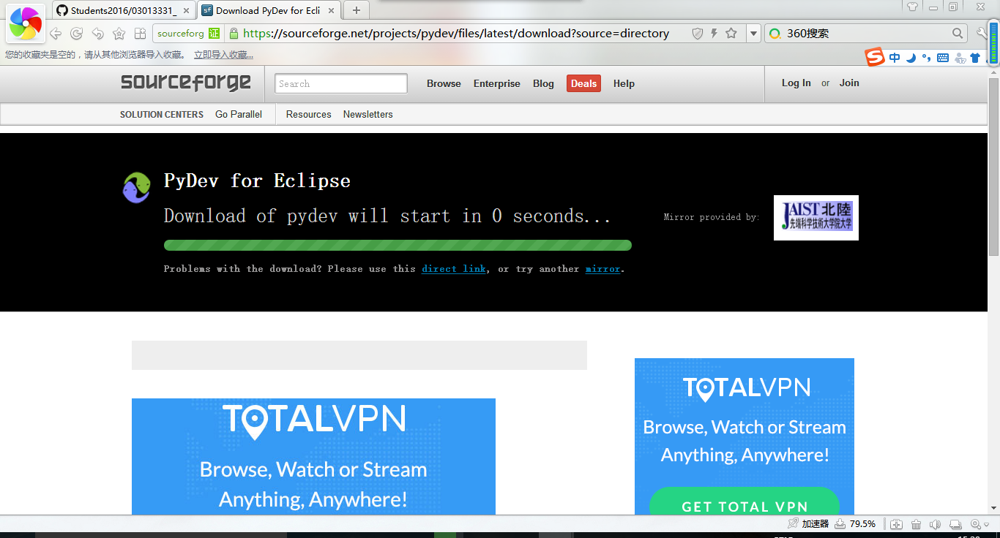 Students2016/03013331_
Download PyDev for Ecli
sourceforg 证 https://sourceforge.net/projects/pydev/files/latest/download?source=directory
360搜索
您的收藏夹是空的，请从其他浏览器导入收藏。 立即导入收藏...
S 中
sourceforge
Search
Browse Enterprise Blog Deals Help
Log In or Join
SOLUTION CENTERS Go Parallel Resources Newsletters
PyDev for Eclipse
Download of pydev will start in 0 seconds...
Mirror provided by:
JAIST北陸
先端科学技術大学院大学
Problems with the download? Please use this direct link, or try another mirror.
TOTALVPN
Browse, Watch or Stream
Anything, Anywhere!
TOTALVPN
Browse, Watch or Stream
Anything, Anywhere!
GET TOTAL VPN
加速器 79.5%